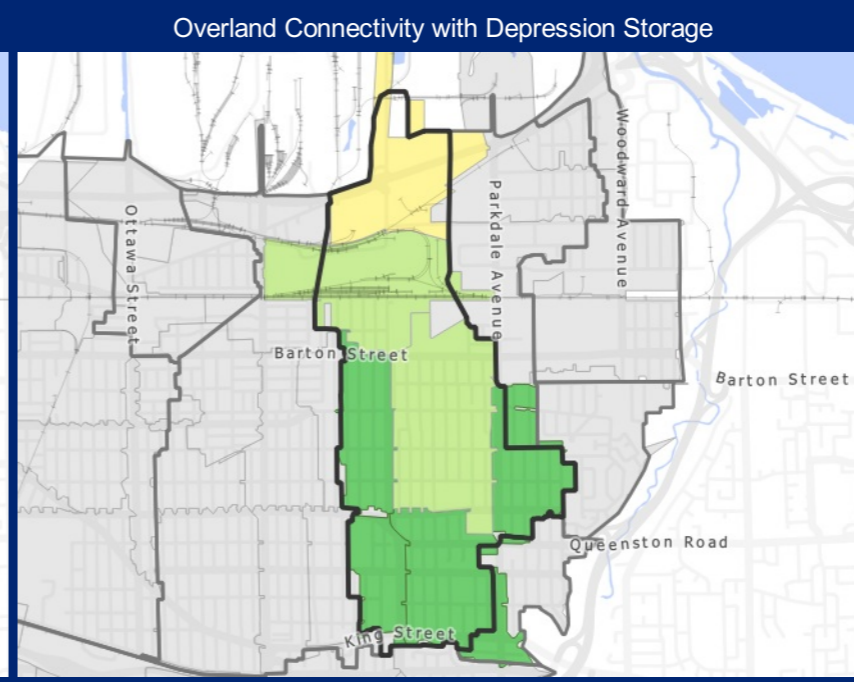 Overland Connectivity with Depression Storage
Woodward Avenue
Parkdale Avenue
Ottawa Street
Barton Street
Barton Street
Queenston Road
King Street